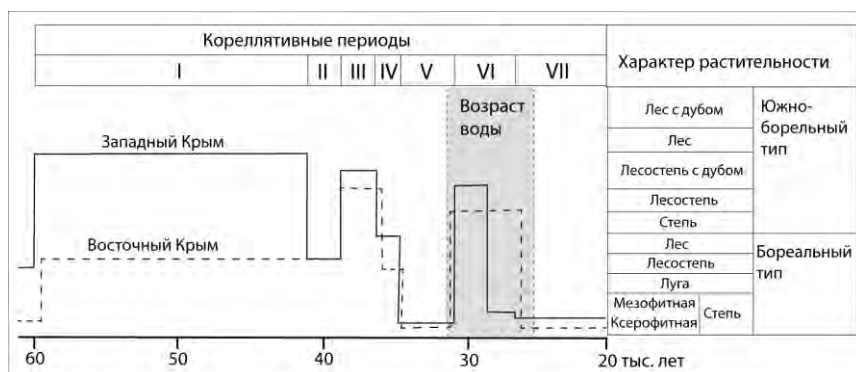 Кореллятивные периоды
I II III IV V VI VII
Характер растительности
Возраст
воды
Западный Крым
Восточный Крым
Лес с дубом
Лес
Лесостепь с дубом
Лесостепь
Степь
Южно-
борельный
тип
Лес
Лесостепь
Луга
Мезофитная
Ксерофитная
Степь
Бореальный
тип
60 50 40 30 20 тыс. лет